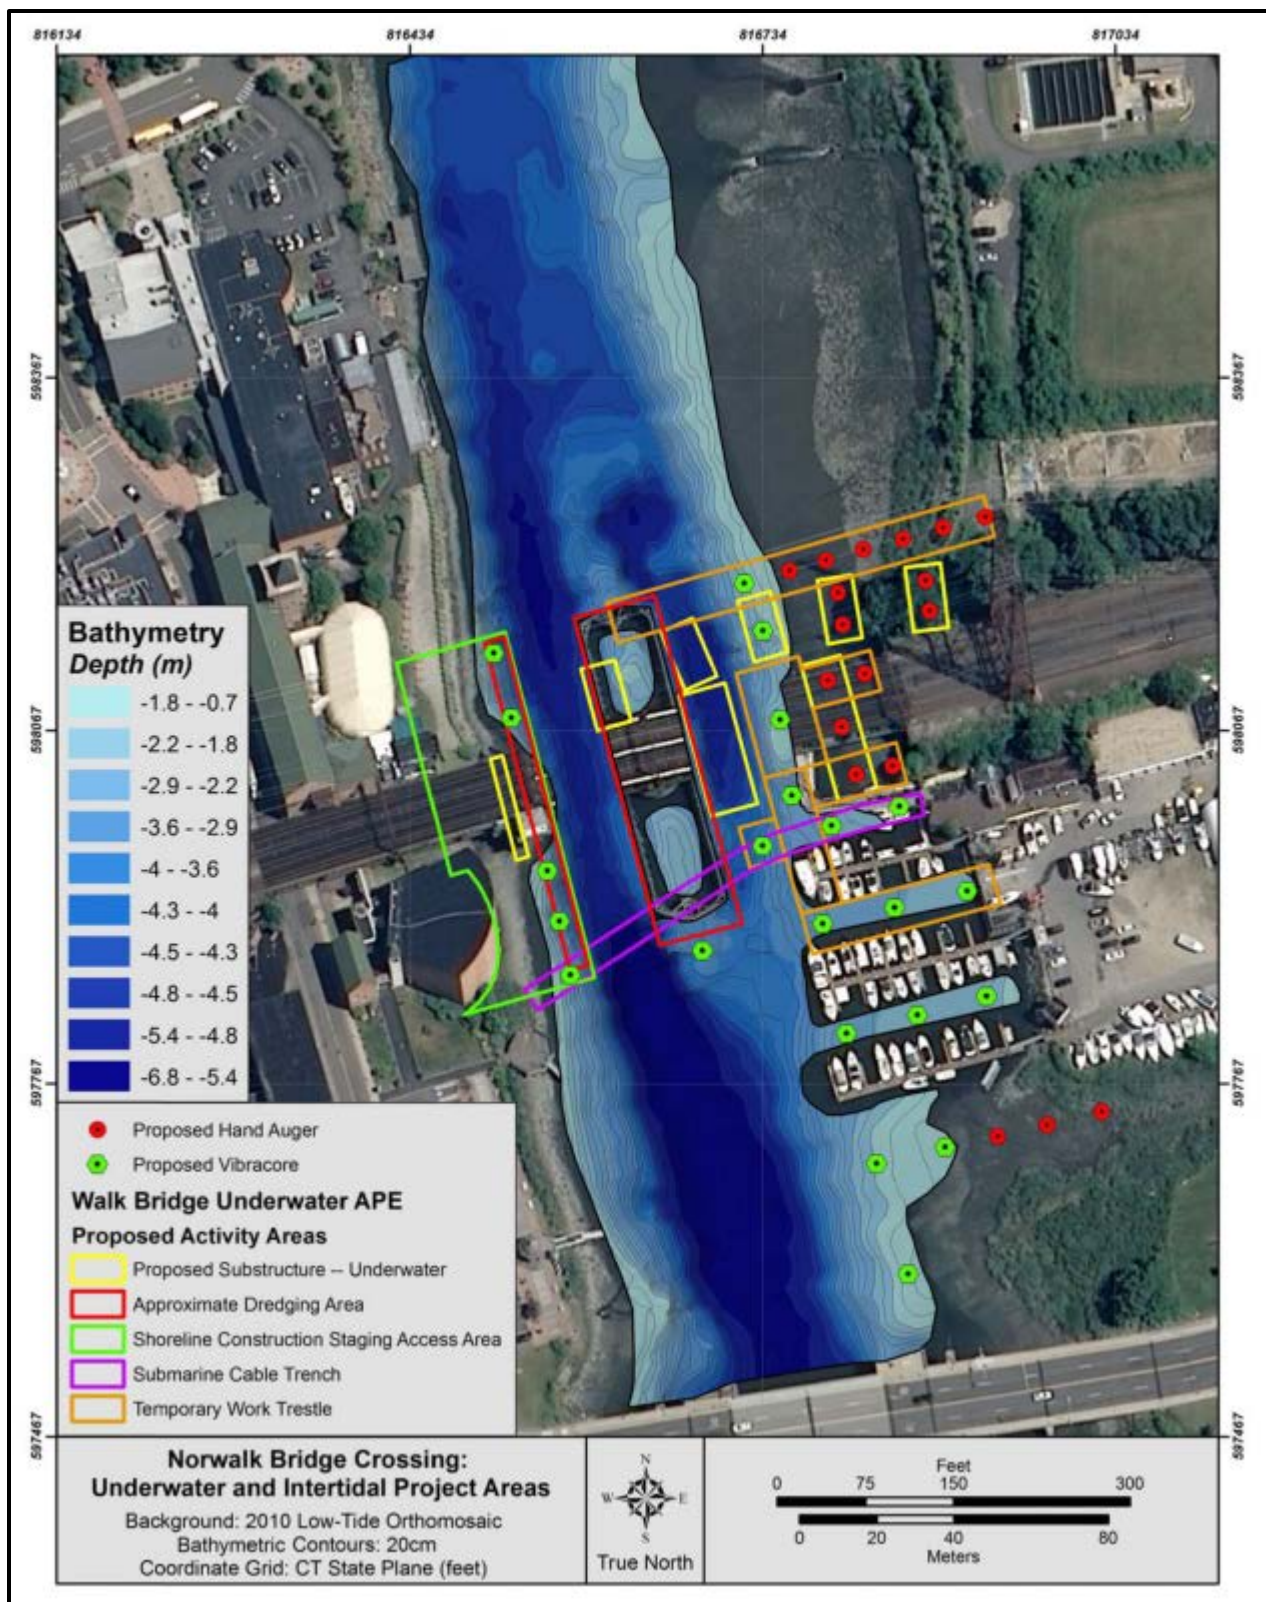 816134
816434
816734
817034
598367
598367
598067
598067
597767
597767
597467
597467
Bathymetry
Depth (m)
-1.8 - -0.7
-2.2 - -1.8
-2.9 - -2.2
-3.6 - -2.9
-4 - -3.6
-4.3 - -4
-4.5 - -4.3
-4.8 - -4.5
-5.4 - -4.8
-6.8 - -5.4
Proposed Hand Auger
Proposed Vibracore
Walk Bridge Underwater APE
Proposed Activity Areas
Proposed Substructure -- Underwater
Approximate Dredging Area
Shoreline Construction Staging Access Area
Submarine Cable Trench
Temporary Work Trestle
Norwalk Bridge Crossing:
Underwater and Intertidal Project Areas
Background: 2010 Low-Tide Orthomosaic
Bathymetric Contours: 20cm
Coordinate Grid: CT State Plane (feet)
N
W E
S
True North
Feet
0 75 150 300
0 20 40 80
Meters